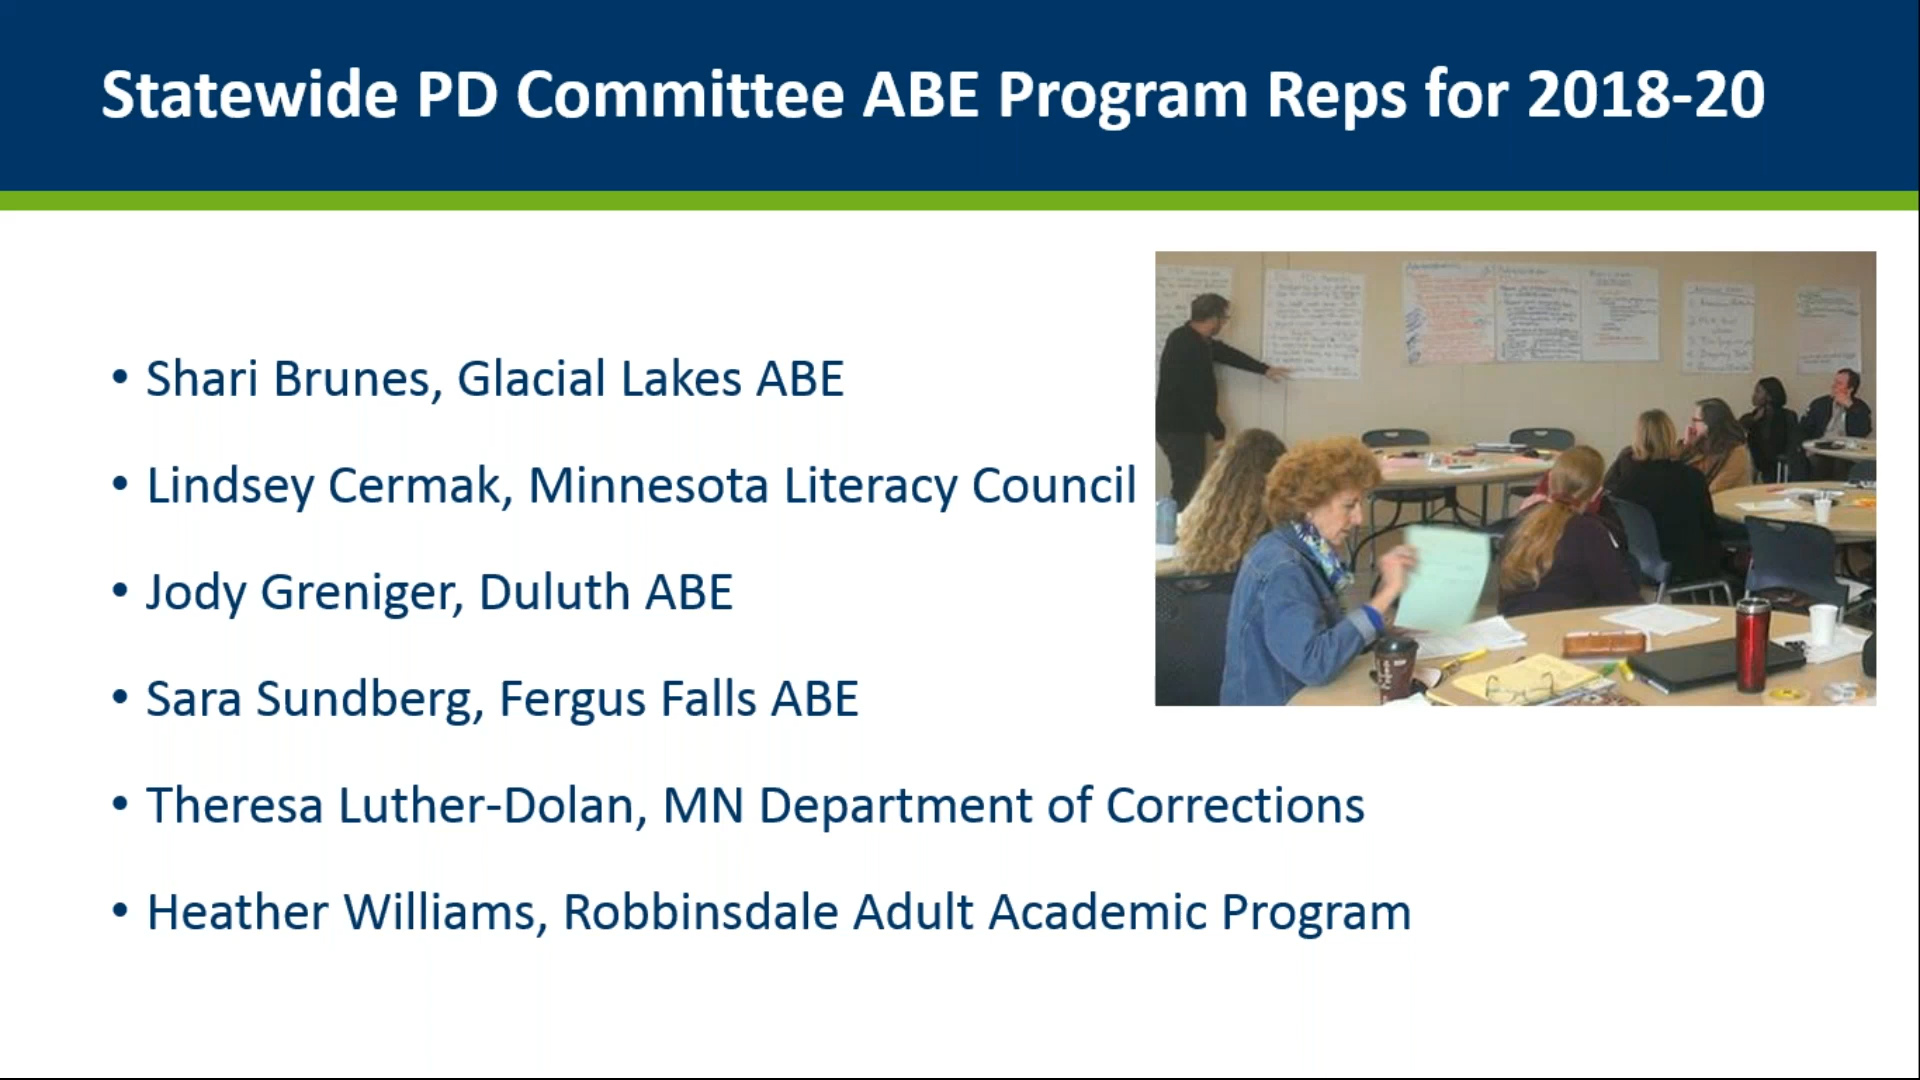 Statewide PD Committee ABE Program Reps for 2018-20
• Shari Brunes, Glacial Lakes ABE
• Lindsey Cermak, Minnesota Literacy Council
• Jody Greniger, Duluth ABE
• Sara Sundberg, Fergus Falls ABE
• Theresa Luther-Dolan, MN Department of Corrections
• Heather Williams, Robbinsdale Adult Academic Program